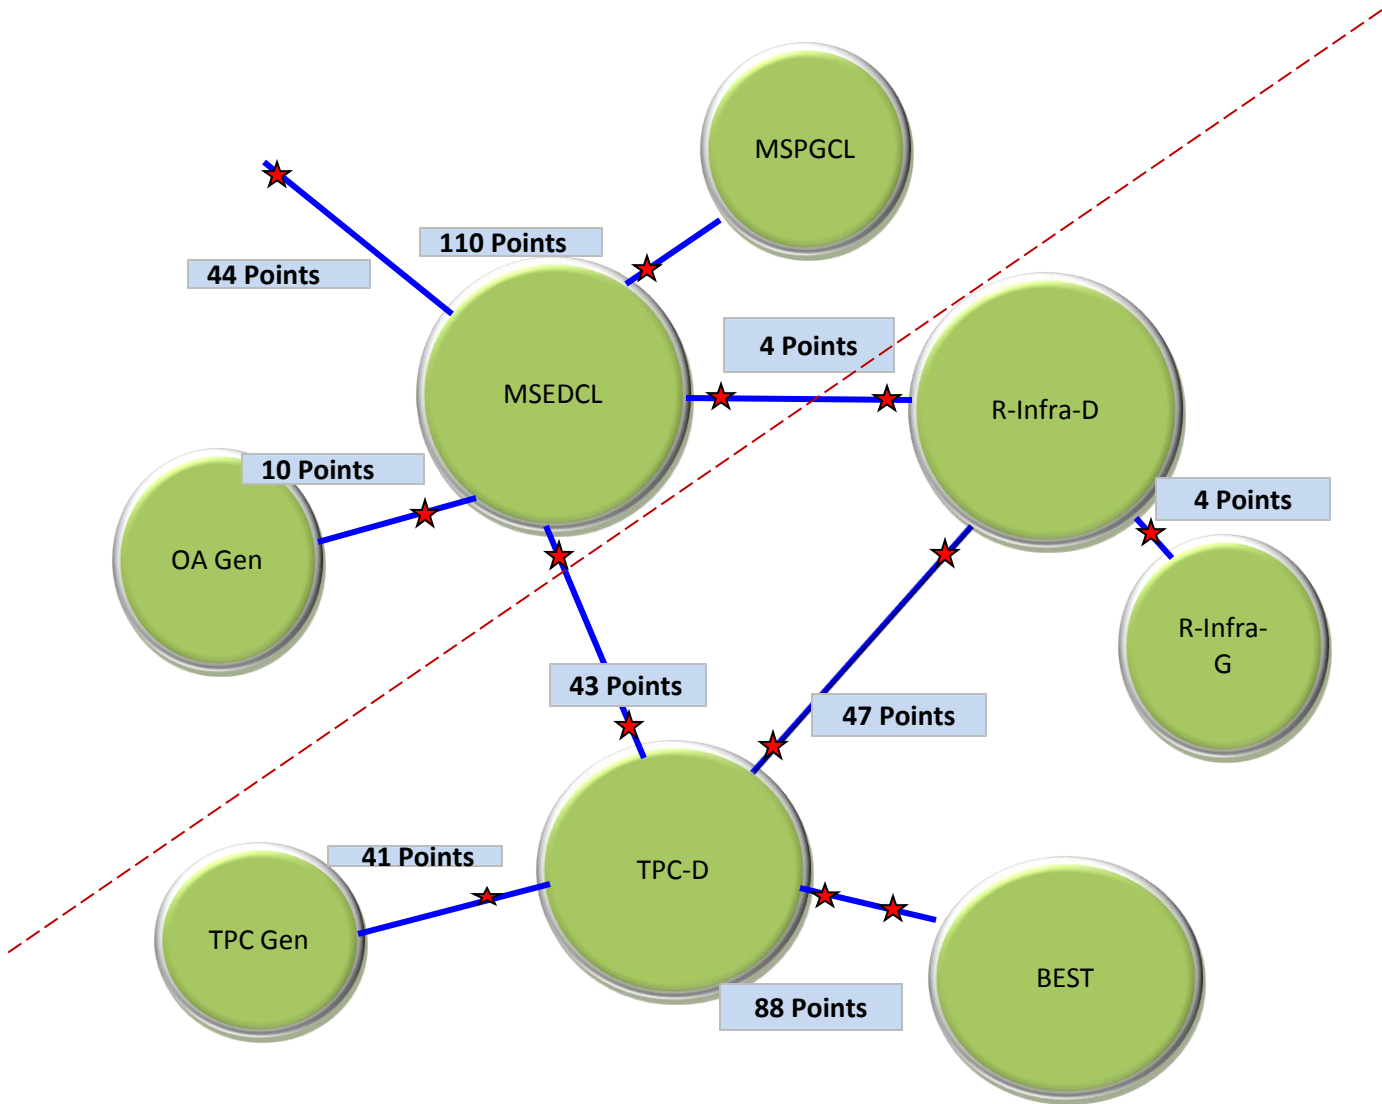 MSPGCL
110 Points
44 Points
4 Points
MSEDCL
R-Infra-D
10 Points
4 Points
OA Gen
R-Infra-
G
43 Points
47 Points
41 Points
TPC-D
TPC Gen
BEST
88 Points